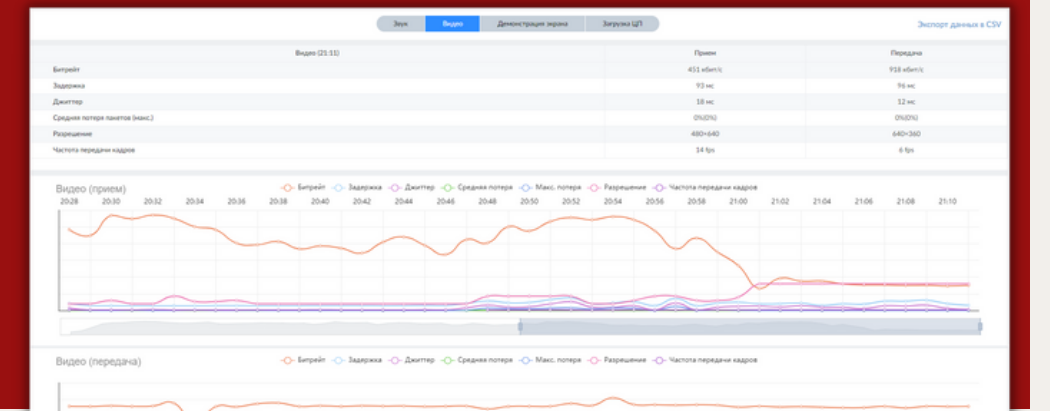 Звук Видео Демонстрация экрана Загрузка ЦП Экспорт данных в CSV
Видео (21:11) Прием Передача
Битрейт 451 кбит/с 918 кбит/с
Задержка 93 мс 96 мс
Джиттер 18 мс 12 мс
Средняя потеря пакетов (макс.) 0%(0%) 0%(0%)
Разрешение 480×640 640×360
Частота передачи кадров 14 fps 6 fps
Видео (прием) Битрейт Задержка Джиттер Средняя потеря Макс. потеря Разрешение Частота передачи кадров
20:28 20:30 20:32 20:34 20:36 20:38 20:40 20:42 20:44 20:46 20:48 20:50 20:52 20:54 20:56 20:58 21:00 21:02 21:04 21:06 21:08 21:10
Видео (передача) Битрейт Задержка Джиттер Средняя потеря Макс. потеря Разрешение Частота передачи кадров